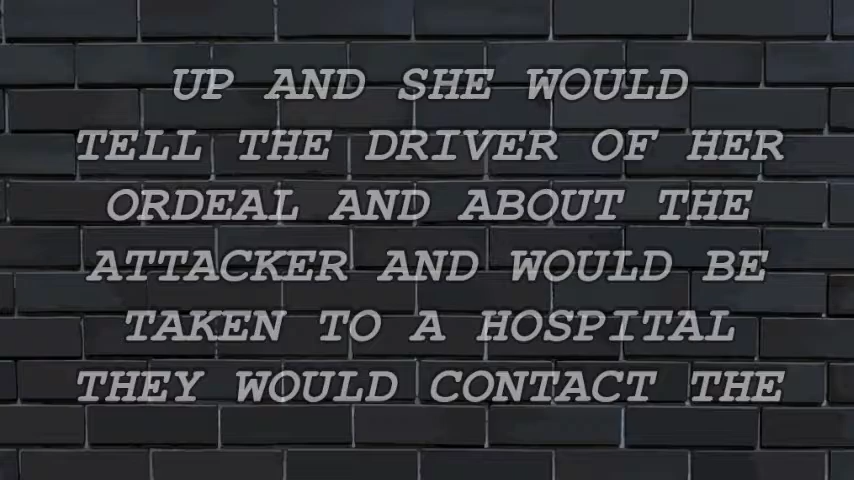 UP AND SHE WOULD
TELL THE DRIVER OF HER
ORDEAL AND ABOUT THE
ATTACKER AND WOULD BE
TAKEN TO A HOSPITAL
THEY WOULD CONTACT THE